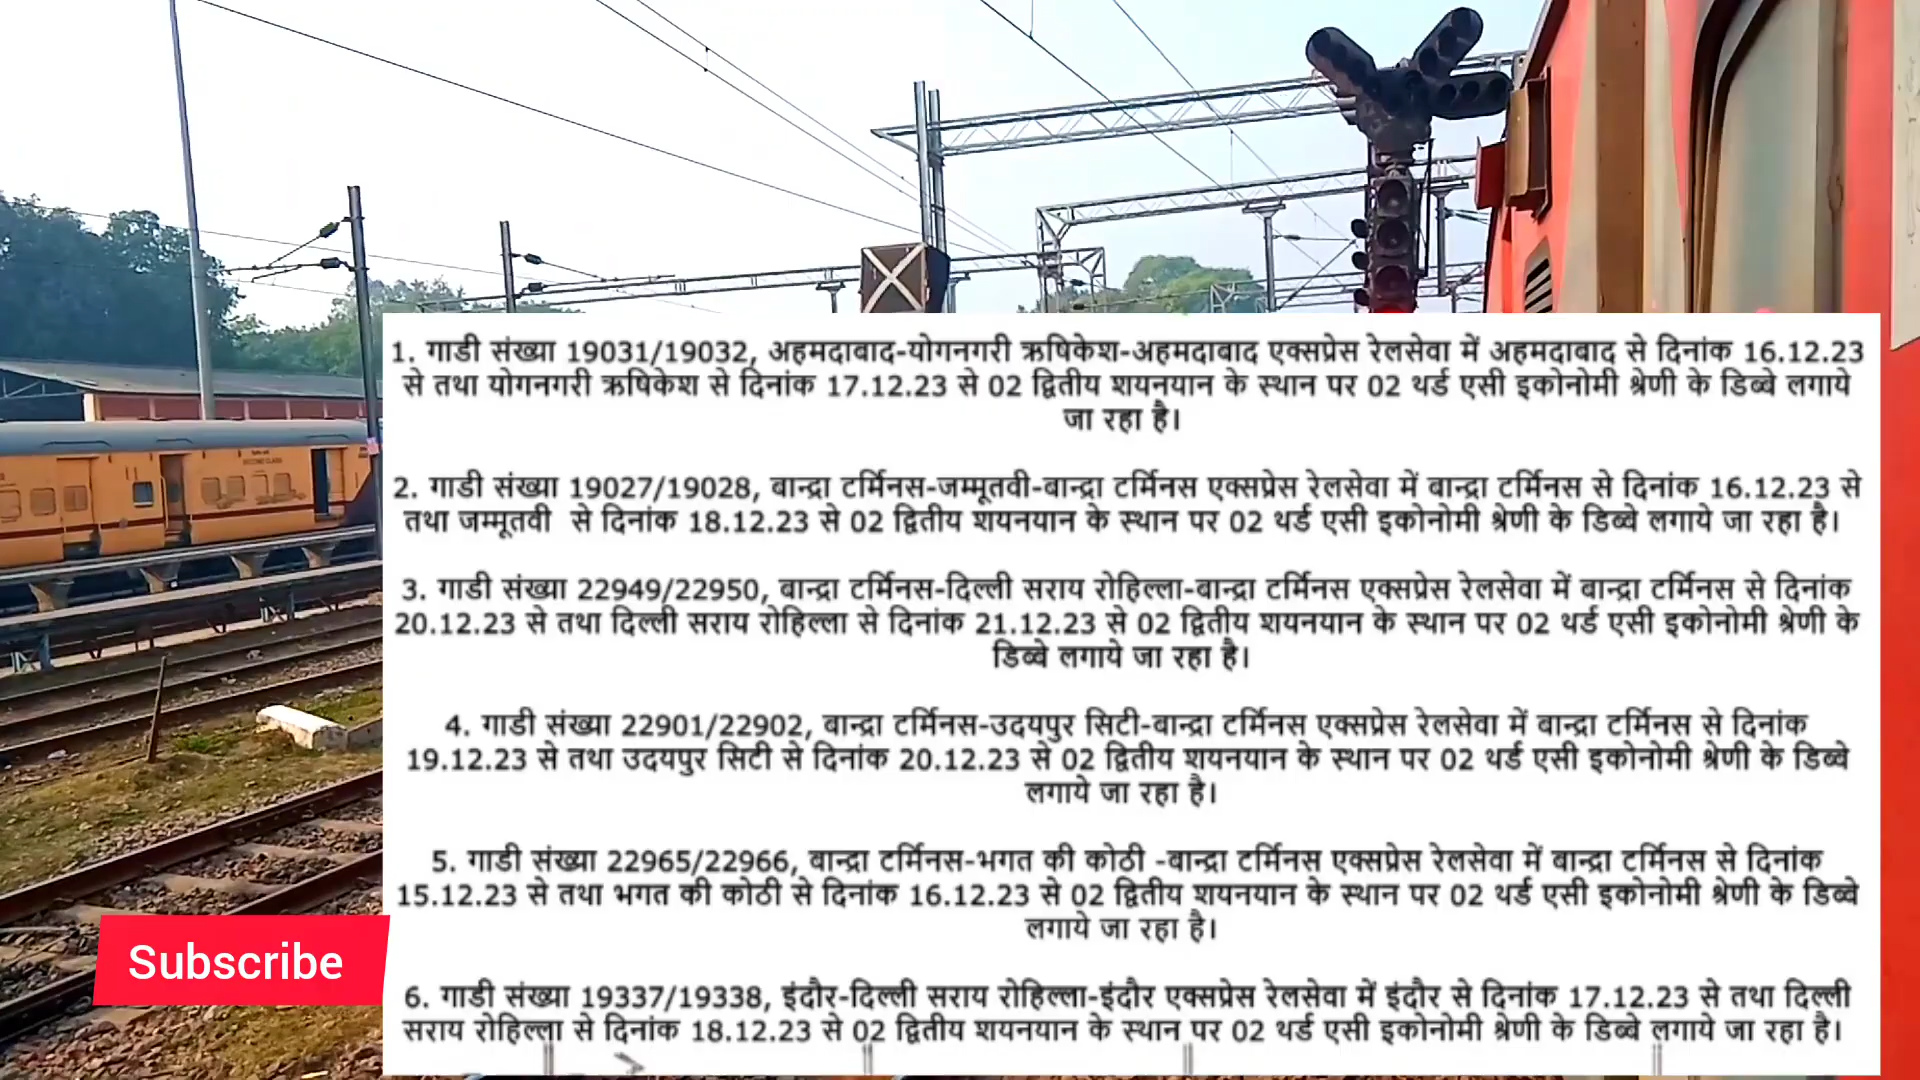 1. गाडी संख्या 19031/19032, अहमदाबाद-योगनगरी ऋषिकेश-अहमदाबाद एक्सप्रेस रेलसेवा में अहमदाबाद से दिनांक 16.12.23
से तथा योगनगरी ऋषिकेश से दिनांक 17.12.23 से 02 द्वितीय शयनयान के स्थान पर 02 थर्ड एसी इकोनोमी श्रेणी के डिब्बे लगाये
जा रहा है।
2. गाडी संख्या 19027/19028, बान्द्रा टर्मिनस-जम्मूतवी-बान्द्रा टर्मिनस एक्सप्रेस रेलसेवा में बान्द्रा टर्मिनस से दिनांक 16.12.23 से
तथा जम्मूतवी से दिनांक 18.12.23 से 02 द्वितीय शयनयान के स्थान पर 02 थर्ड एसी इकोनोमी श्रेणी के डिब्बे लगाये जा रहा है।
3. गाडी संख्या 22949/22950, बान्द्रा टर्मिनस-दिल्ली सराय रोहिल्ला-बान्द्रा टर्मिनस एक्सप्रेस रेलसेवा में बान्द्रा टर्मिनस से दिनांक
20.12.23 से तथा दिल्ली सराय रोहिल्ला से दिनांक 21.12.23 से 02 द्वितीय शयनयान के स्थान पर 02 थर्ड एसी इकोनोमी श्रेणी के
डिब्बे लगाये जा रहा है।
4. गाडी संख्या 22901/22902, बान्द्रा टर्मिनस-उदयपुर सिटी-बान्द्रा टर्मिनस एक्सप्रेस रेलसेवा में बान्द्रा टर्मिनस से दिनांक
19.12.23 से तथा उदयपुर सिटी से दिनांक 20.12.23 से 02 द्वितीय शयनयान के स्थान पर 02 थर्ड एसी इकोनोमी श्रेणी के डिब्बे
लगाये जा रहा है।
5. गाडी संख्या 22965/22966, बान्द्रा टर्मिनस-भगत की कोठी -बान्द्रा टर्मिनस एक्सप्रेस रेलसेवा में बान्द्रा टर्मिनस से दिनांक
15.12.23 से तथा भगत की कोठी से दिनांक 16.12.23 से 02 द्वितीय शयनयान के स्थान पर 02 थर्ड एसी इकोनोमी श्रेणी के डिब्बे
लगाये जा रहा है।
6. गाडी संख्या 19337/19338, इंदौर-दिल्ली सराय रोहिल्ला-इंदौर एक्सप्रेस रेलसेवा में इंदौर से दिनांक 17.12.23 से तथा दिल्ली
सराय रोहिल्ला से दिनांक 18.12.23 से 02 द्वितीय शयनयान के स्थान पर 02 थर्ड एसी इकोनोमी श्रेणी के डिब्बे लगाये जा रहा है।
Subscribe